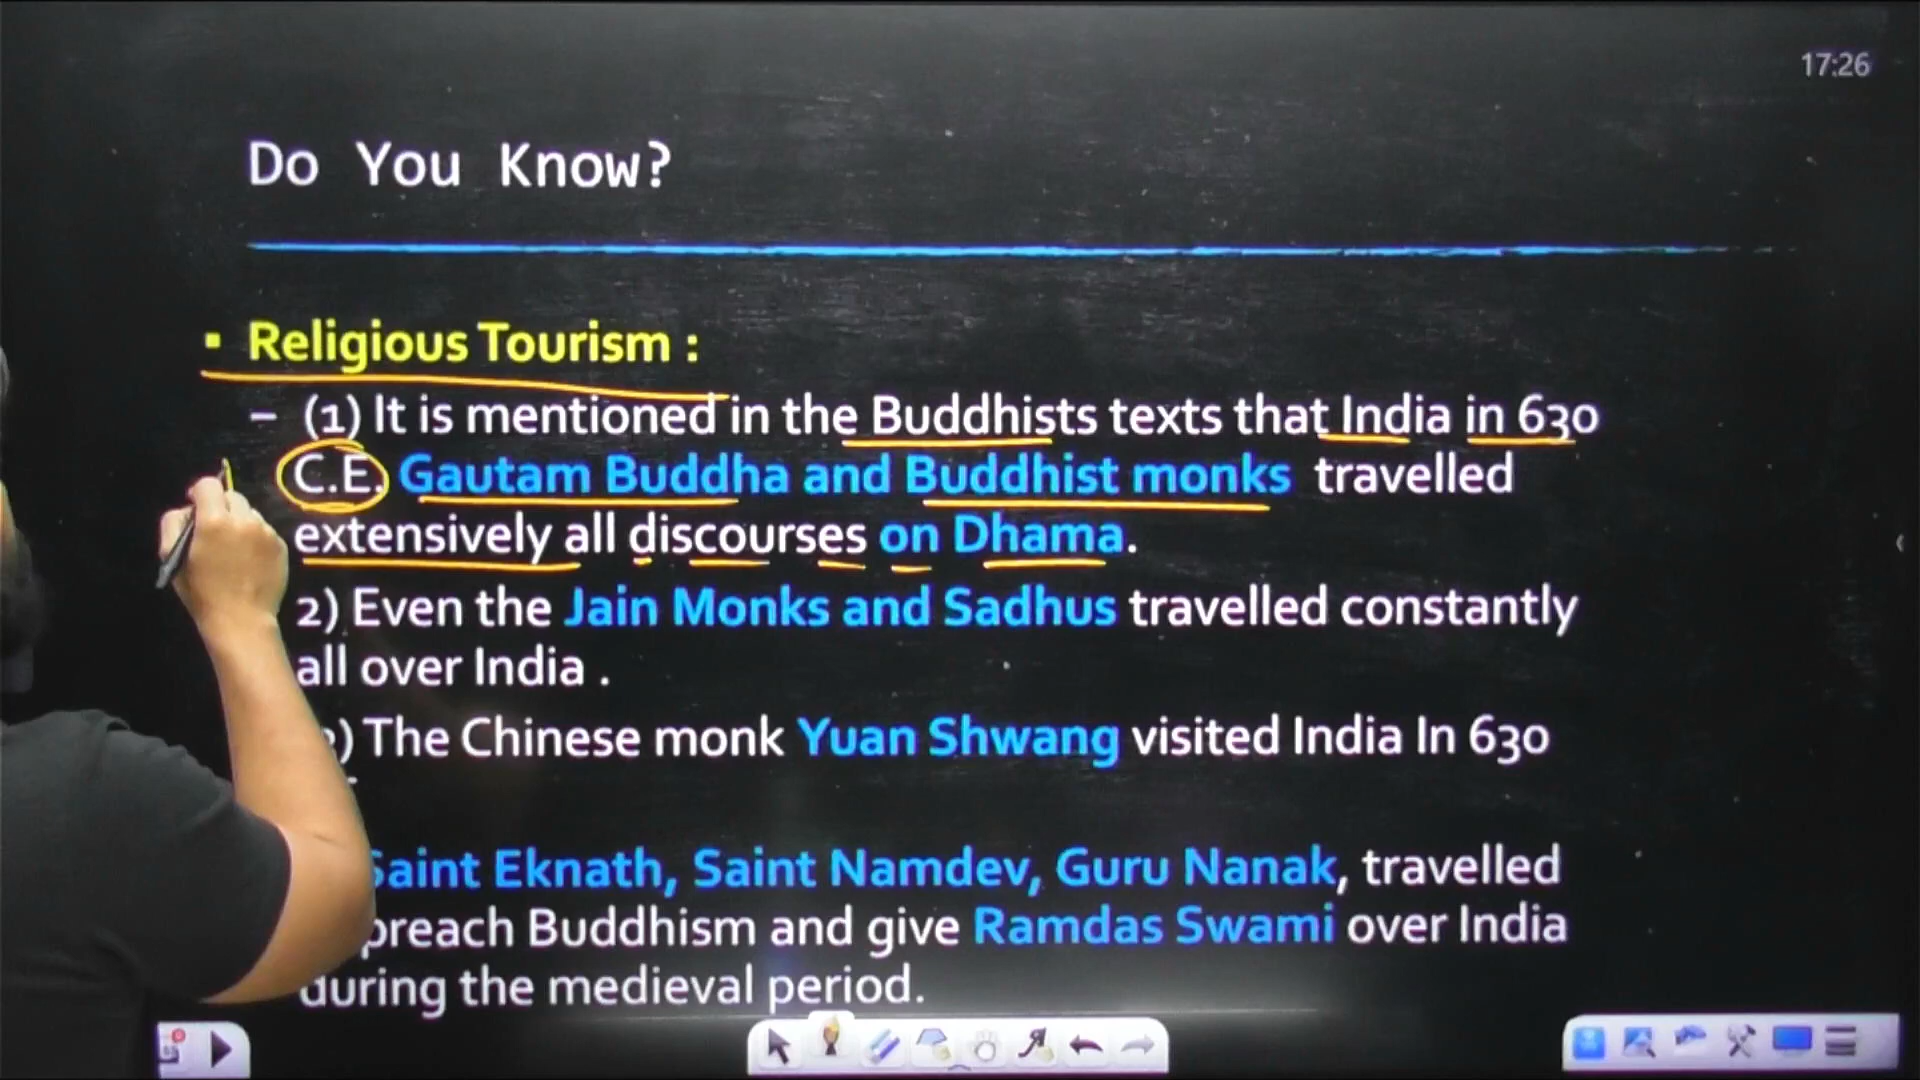 17:26
Do You Know?
▪ Religious Tourism :
– (1) It is mentioned in the Buddhists texts that India in 630
C.E. Gautam Buddha and Buddhist monks travelled
extensively all discourses on Dhama.
2) Even the Jain Monks and Sadhus travelled constantly
all over India .
) The Chinese monk Yuan Shwang visited India In 630
Saint Eknath, Saint Namdev, Guru Nanak, travelled
preach Buddhism and give Ramdas Swami over India
during the medieval period.